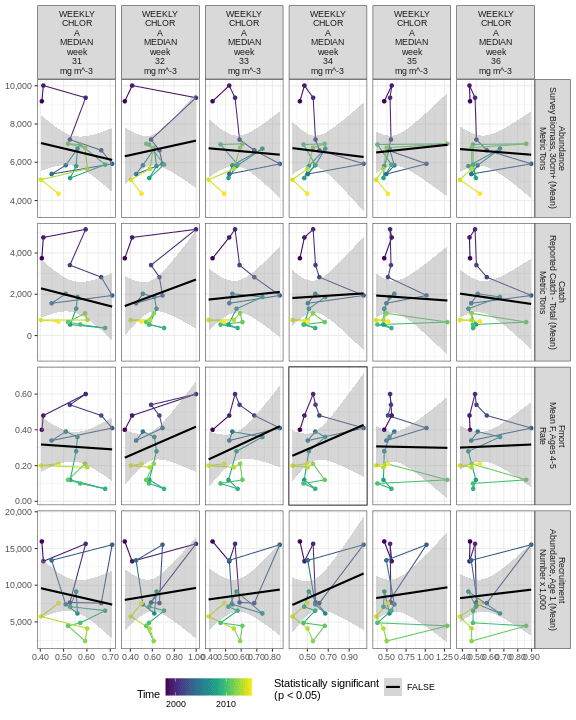 WEEKLY
CHLOR
A
MEDIAN
week
31
mg m^-3
WEEKLY
CHLOR
A
MEDIAN
week
32
mg m^-3
WEEKLY
CHLOR
A
MEDIAN
week
33
mg m^-3
WEEKLY
CHLOR
A
MEDIAN
week
34
mg m^-3
WEEKLY
CHLOR
A
MEDIAN
week
35
mg m^-3
WEEKLY
CHLOR
A
MEDIAN
week
36
mg m^-3
10,000
8,000
6,000
4,000
Abundance
Survey Biomass, 30cm+ (Mean)
Metric Tons
4,000
2,000
0
Catch
Reported Catch - Total (Mean)
Metric Tons
0.60
0.40
0.20
0.00
Fmort
Mean F, Ages 4-5
Rate
20,000
15,000
10,000
5,000
Recruitment
Abundance, Age 1 (Mean)
Number x 1,000
0.40 0.50 0.60 0.70
0.40 0.60 0.80 1.00
0.40 0.50 0.60 0.70 0.80
0.50 0.70 0.90
0.50 0.75 1.00 1.25
0.40 0.50 0.60 0.70 0.80 0.90
Time
2000 2010
Statistically significant
(p < 0.05)
FALSE